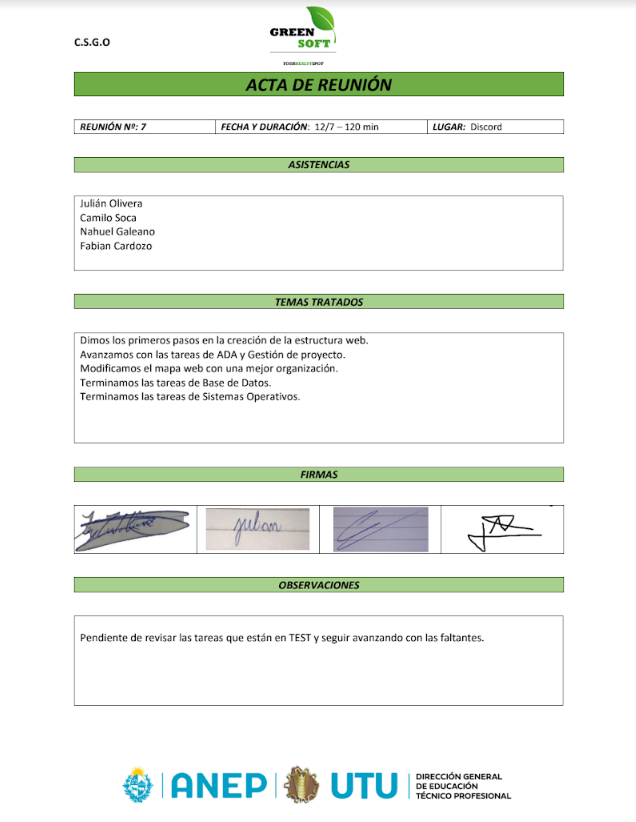 C.S.G.O
GREEN
SOFT
ACTA DE REUNIÓN
REUNIÓN Nº: 7
FECHA Y DURACIÓN: 12/7 – 120 min
LUGAR: Discord
ASISTENCIAS
Julián Olivera
Camilo Soca
Nahuel Galeano
Fabian Cardozo
TEMAS TRATADOS
Dimos los primeros pasos en la creación de la estructura web.
Avanzamos con las tareas de ADA y Gestión de proyecto.
Modificamos el mapa web con una mejor organización.
Terminamos las tareas de Base de Datos.
Terminamos las tareas de Sistemas Operativos.
FIRMAS
OBSERVACIONES
Pendiente de revisar las tareas que están en TEST y seguir avanzando con las faltantes.
ANEP
UTU
DIRECCIÓN GENERAL
DE EDUCACIÓN
TÉCNICO PROFESIONAL